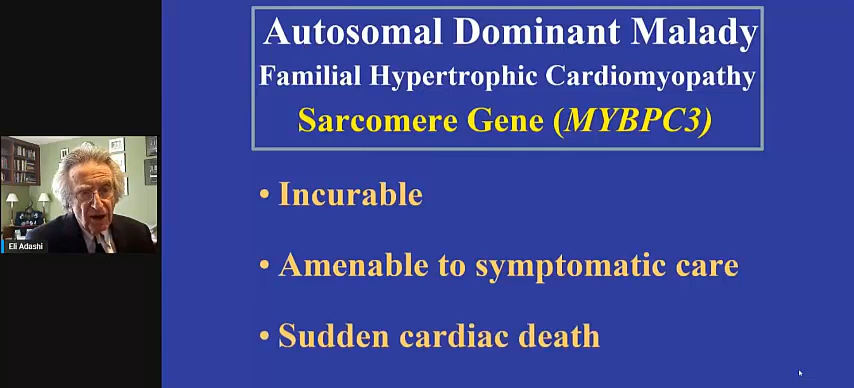 Autosomal Dominant Malady
Familial Hypertrophic Cardiomyopathy
Sarcomere Gene (MYBPC3)
• Incurable
• Amenable to symptomatic care
• Sudden cardiac death
Eli Adashi